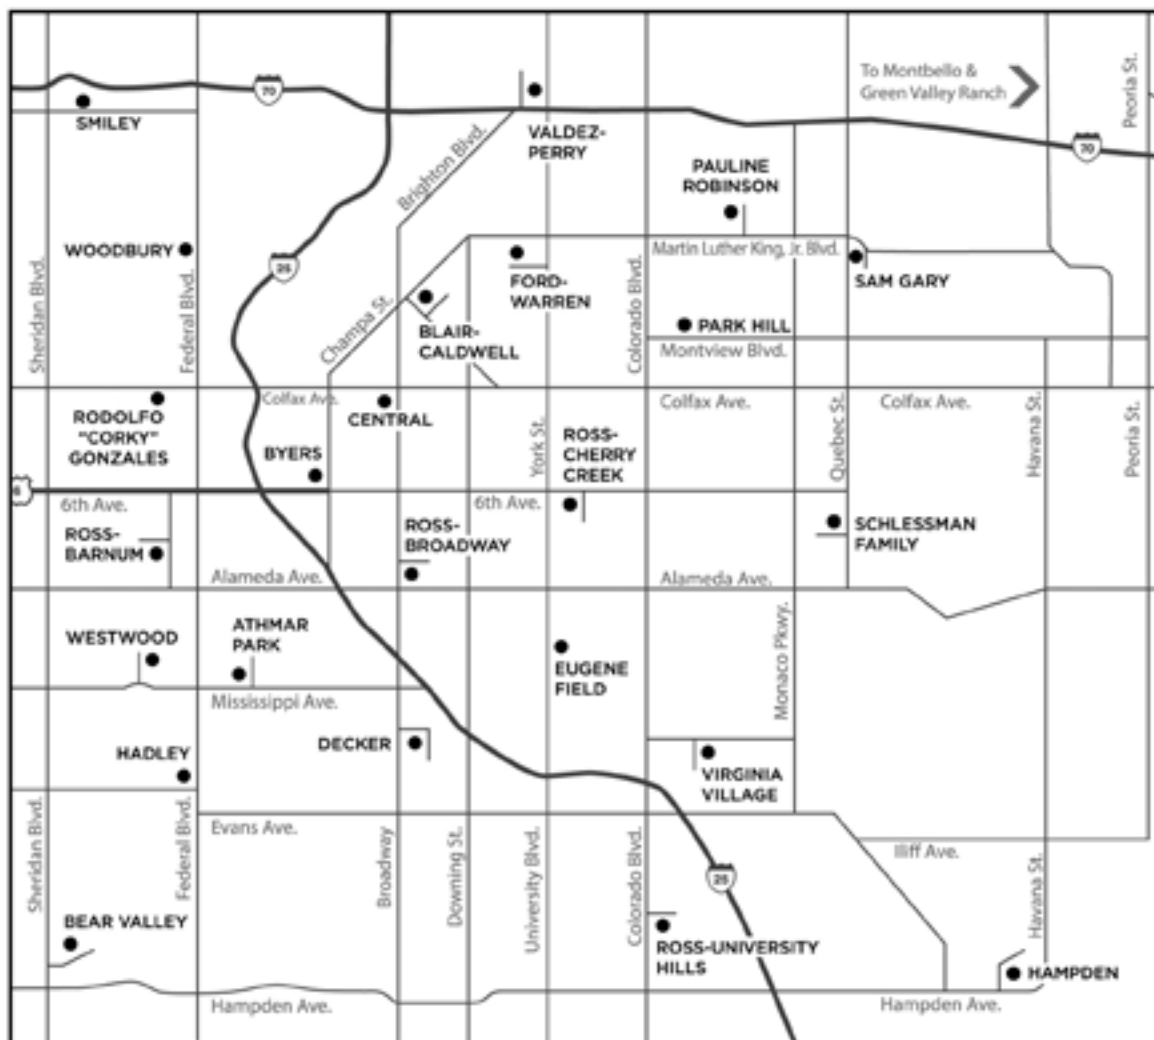 To Montbello &
Green Valley Ranch
Peoria St.
70
SMILEY
VALDEZ-
PERRY
Brighton Blvd.
70
PAULINE
ROBINSON
WOODBURY
25
Martin Luther King, Jr. Blvd.
FORD-
WARREN
SAM GARY
Sheridan Blvd.
Federal Blvd.
Champa St.
BLAIR-
CALDWELL
Colorado Blvd.
PARK HILL
Montview Blvd.
Colfax Ave.
Colfax Ave.
Colfax Ave.
RODOLFO
"CORKY"
GONZALES
CENTRAL
BYERS
York St.
ROSS-
CHERRY
CREEK
Quebec St.
Havana St.
Peoria St.
6
6th Ave.
6th Ave.
ROSS-
BARNUM
ROSS-
BROADWAY
SCHLESSMAN
FAMILY
Alameda Ave.
Alameda Ave.
WESTWOOD
ATHMAR
PARK
EUGENE
FIELD
Monaco Pkwy.
Mississippi Ave.
HADLEY
DECKER
VIRGINIA
VILLAGE
Sheridan Blvd.
Federal Blvd.
Evans Ave.
Broadway
Downing St.
University Blvd.
Colorado Blvd.
Iliff Ave.
Havana St.
25
BEAR VALLEY
ROSS-UNIVERSITY
HILLS
HAMPDEN
Hampden Ave.
Hampden Ave.